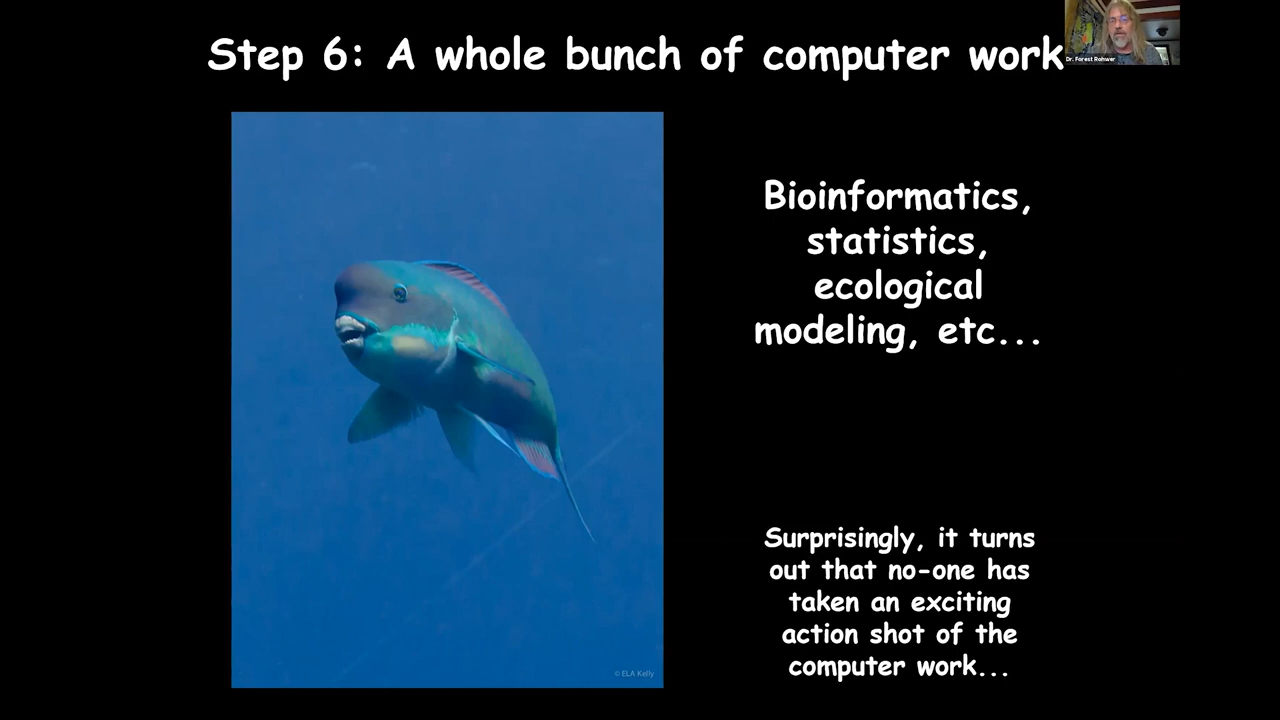 Step 6: A whole bunch of computer work
Dr. Forest Rohwer
Bioinformatics,
statistics,
ecological
modeling, etc...
Surprisingly, it turns
out that no-one has
taken an exciting
action shot of the
computer work...
© ELA Kelly